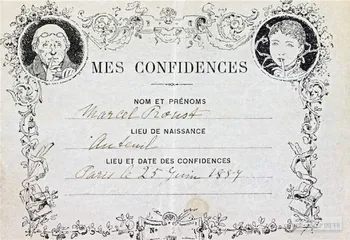 MES CONFIDENCES
NOM ET PRÉNOMS
Marcel Proust
LIEU DE NAISSANCE
Auteuil
LIEU ET DATE DES CONFIDENCES
Paris le 25 Juin 1887
N°